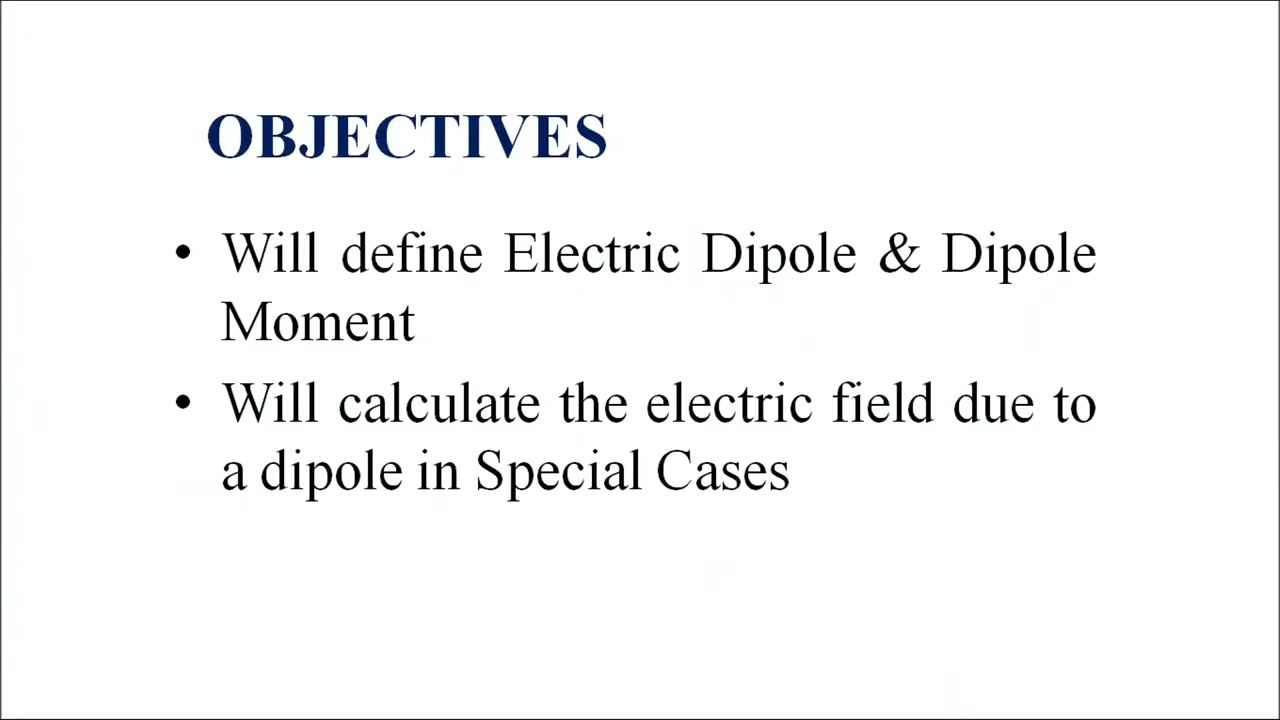 OBJECTIVES
• Will define Electric Dipole & Dipole
Moment
• Will calculate the electric field due to
a dipole in Special Cases